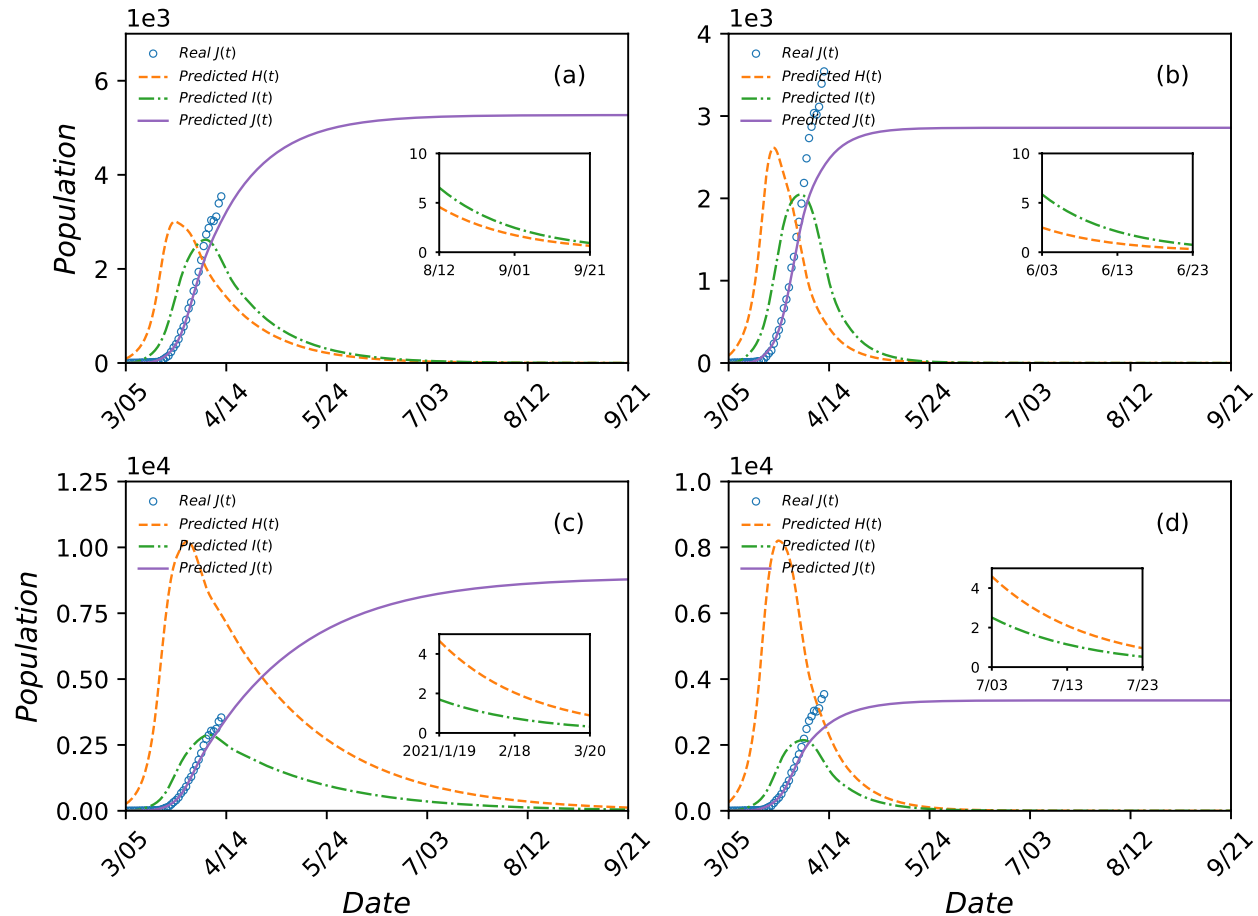 1e3
Population
6
4
2
0
Real J(t)
Predicted H(t)
Predicted I(t)
Predicted J(t)
(a)
10
5
0
8/12 9/01 9/21
3/05 4/14 5/24 7/03 8/12 9/21
1e3
4
3
2
1
0
Real J(t)
Predicted H(t)
Predicted I(t)
Predicted J(t)
(b)
10
5
0
6/03 6/13 6/23
3/05 4/14 5/24 7/03 8/12 9/21
1e4
Population
1.25
1.00
0.75
0.50
0.25
0.00
Real J(t)
Predicted H(t)
Predicted I(t)
Predicted J(t)
(c)
4
2
0
2021/1/19 2/18 3/20
3/05 4/14 5/24 7/03 8/12 9/21
Date
1e4
1.0
0.8
0.6
0.4
0.2
0.0
Real J(t)
Predicted H(t)
Predicted I(t)
Predicted J(t)
(d)
4
2
0
7/03 7/13 7/23
3/05 4/14 5/24 7/03 8/12 9/21
Date